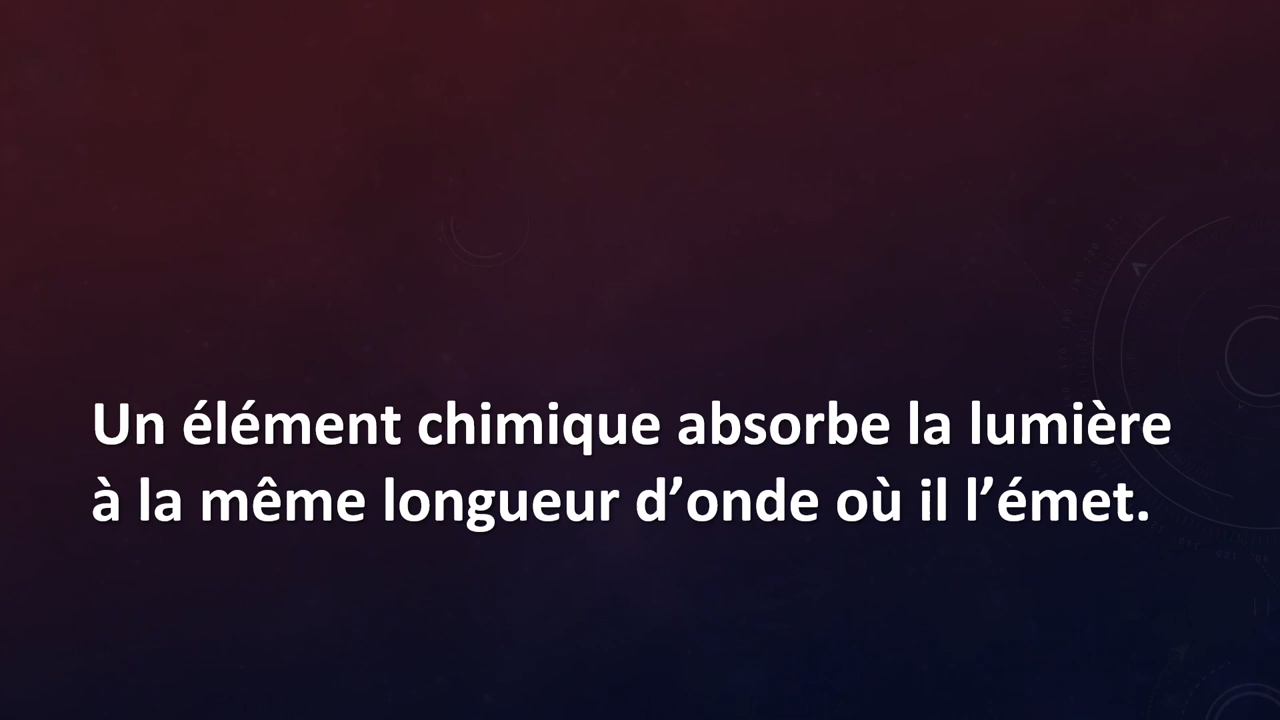 Un élément chimique absorbe la lumière
à la même longueur d’onde où il l’émet.